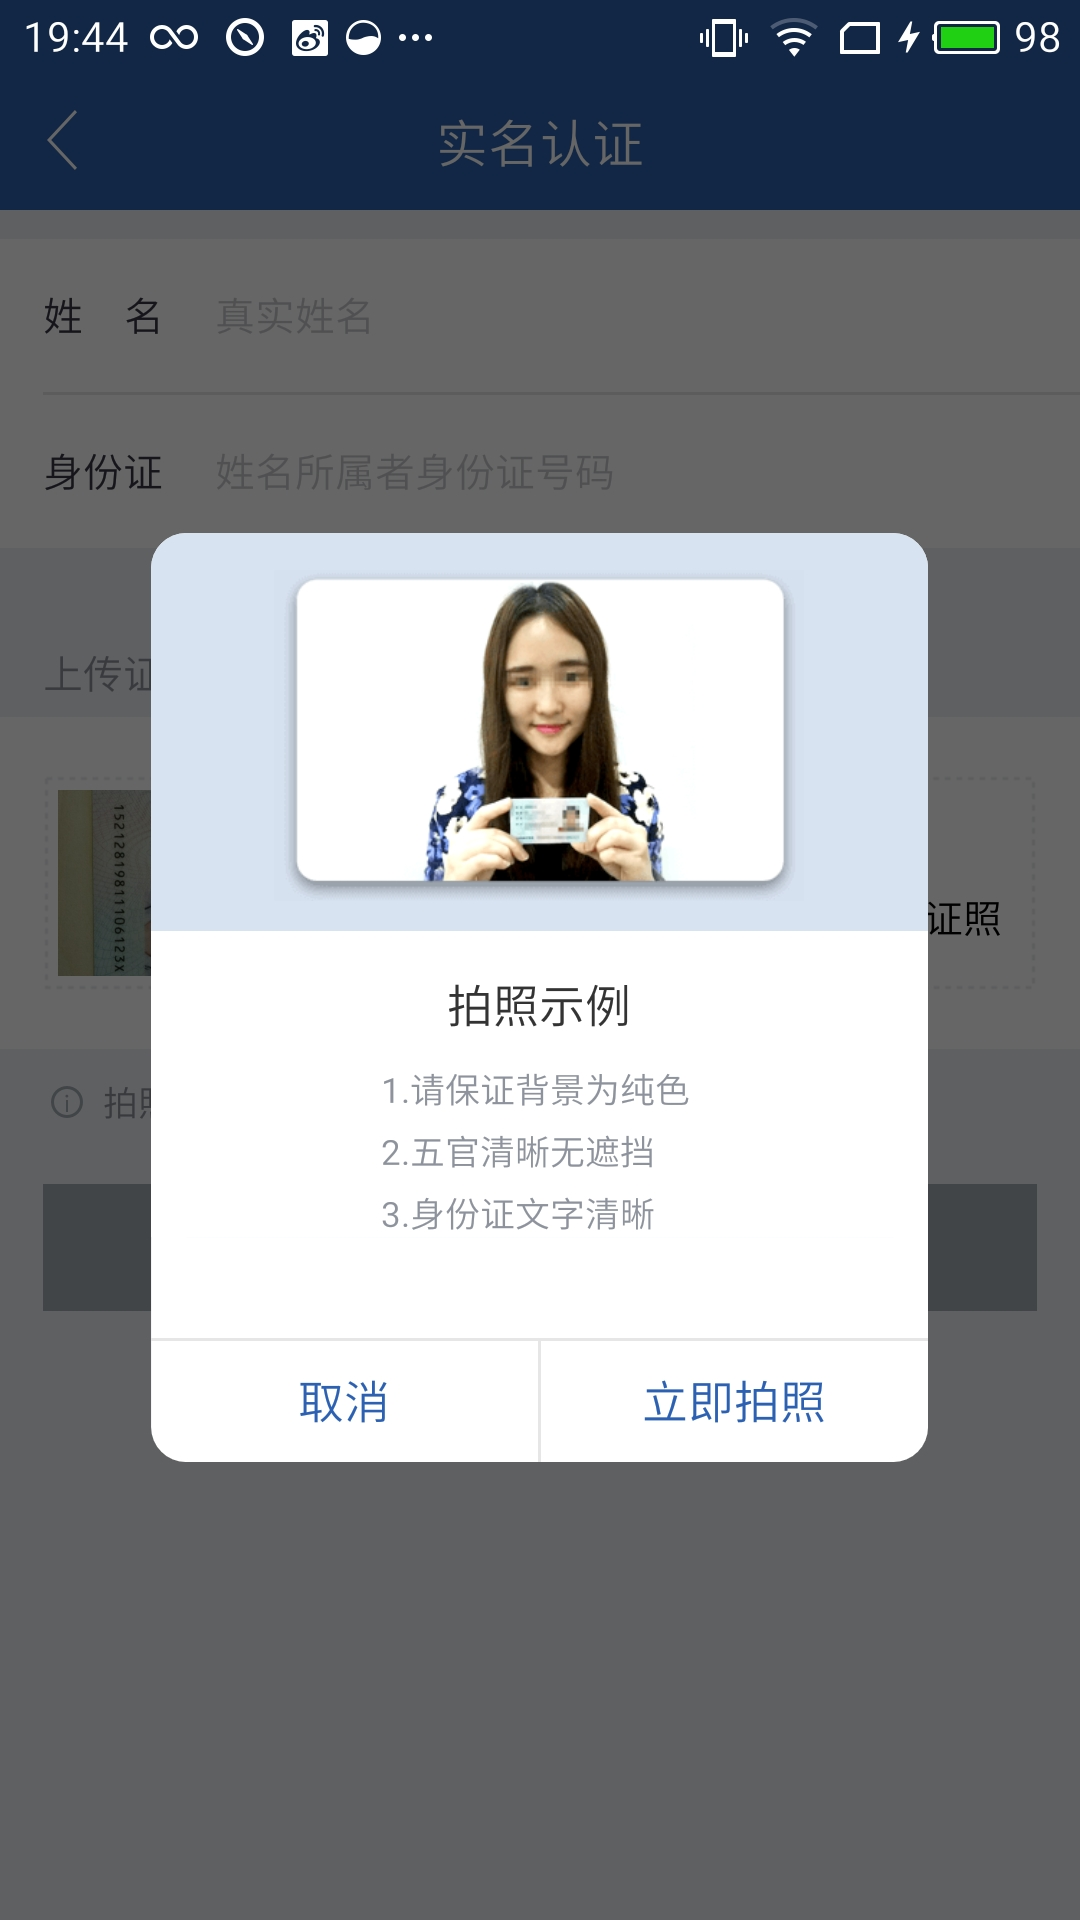 19:44
98
实名认证
姓 名 真实姓名
身份证 姓名所属者身份证号码
上传证
15212819811106123X
证照
拍照示例
1.请保证背景为纯色
2.五官清晰无遮挡
3.身份证文字清晰
拍照
取消 立即拍照